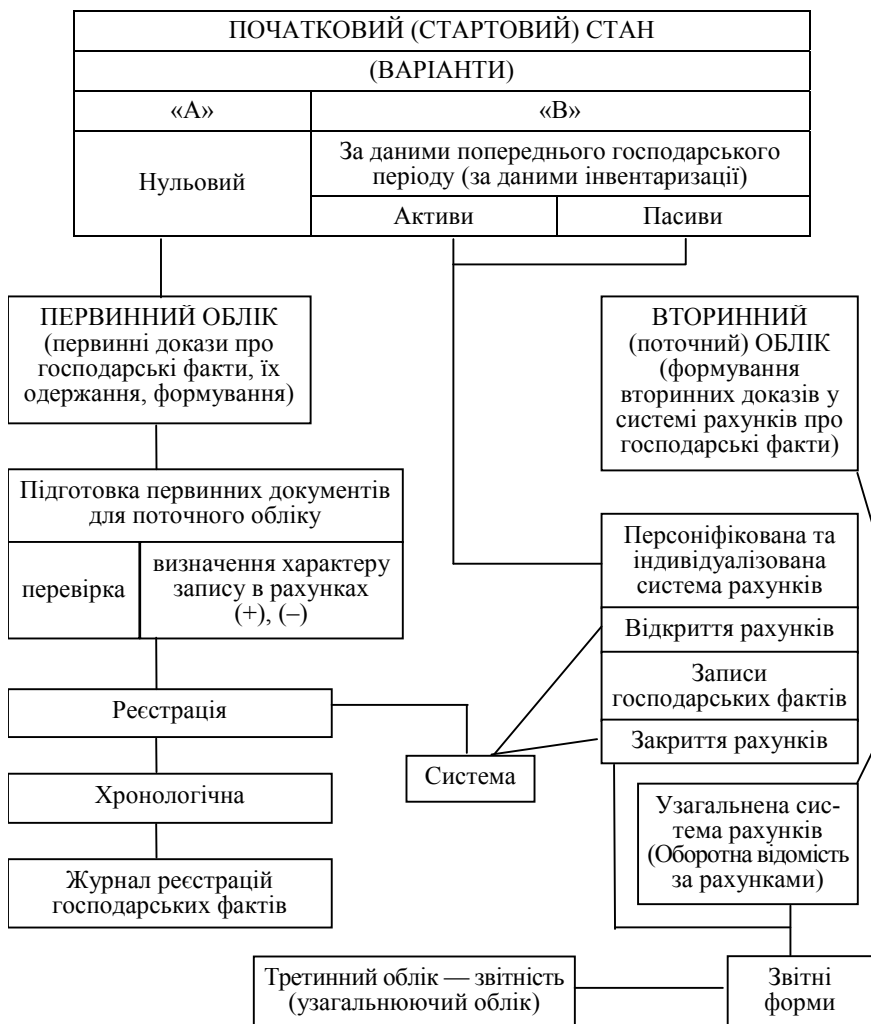 ПОЧАТКОВИЙ (СТАРТОВИЙ) СТАН
(ВАРІАНТИ)
«А»
«В»
Нульовий
За даними попереднього господарського
періоду (за даними інвентаризації)
Активи
Пасиви
ПЕРВИННИЙ ОБЛІК
(первинні докази про
господарські факти, їх
одержання, формування)
ВТОРИННИЙ
(поточний) ОБЛІК
(формування
вторинних доказів у
системі рахунків про
господарські факти)
Підготовка первинних документів
для поточного обліку
перевірка
визначення характеру
запису в рахунках
(+), (–)
Персоніфікована та
індивідуалізована
система рахунків
Відкриття рахунків
Записи
господарських фактів
Закриття рахунків
Реєстрація
Система
Хронологічна
Узагальнена сис-
тема рахунків
(Оборотна відомість
за рахунками)
Журнал реєстрацій
господарських фактів
Третинний облік — звітність
(узагальнюючий облік)
Звітні
форми